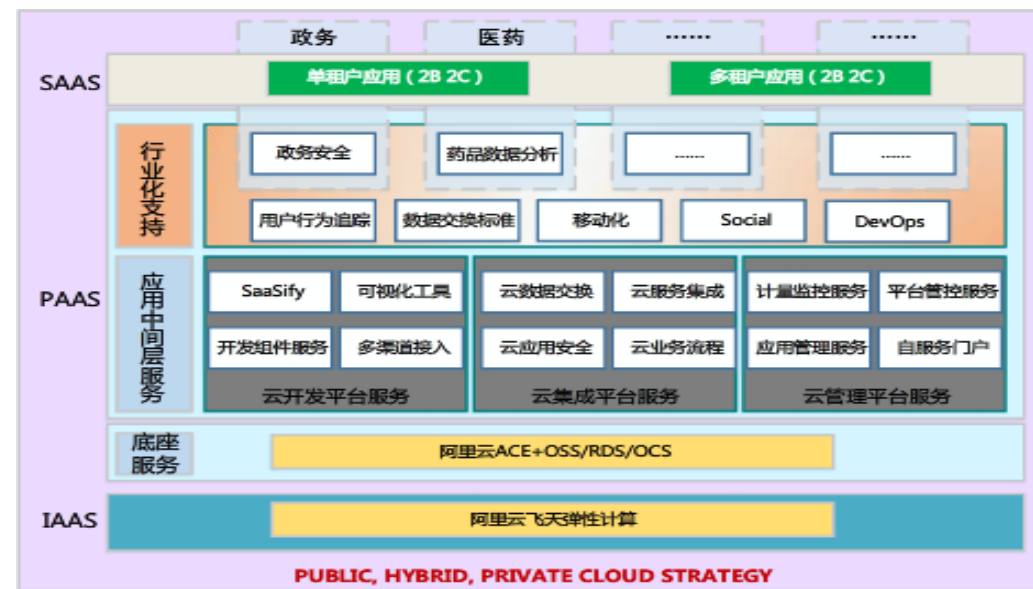 政务 医药 …… ……
SAAS
单租户应用（2B 2C） 多租户应用（2B 2C）
行业化支持
政务安全 药品数据分析 …… ……
用户行为追踪 数据交换标准 移动化 Social DevOps
PAAS
应用中间层服务
SaaSify 可视化工具 云数据交换 云服务集成 计量监控服务 平台管控服务
开发组件服务 多渠道接入 云应用安全 云业务流程 应用管理服务 自服务门户
云开发平台服务 云集成平台服务 云管理平台服务
底座
服务
阿里云ACE+OSS/RDS/OCS
IAAS
阿里云飞天弹性计算
PUBLIC, HYBRID, PRIVATE CLOUD STRATEGY